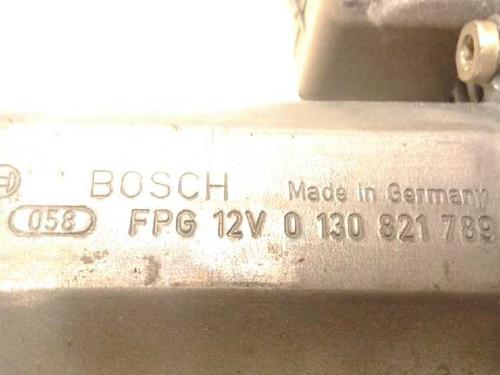 BOSCH Made in Germany
058 FPG 12V 0 130 821 789